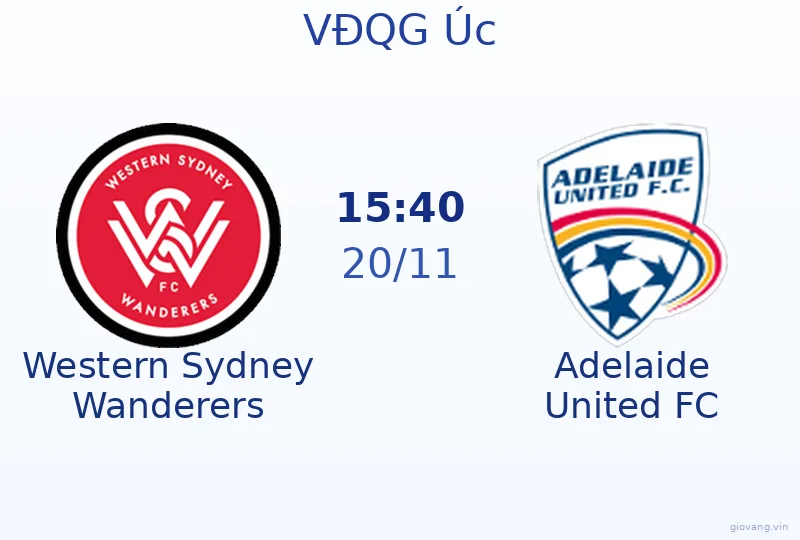 VĐQG Úc
WESTERN SYDNEY
FC
WANDERERS
ADELAIDE
UNITED F.C.
15:40
20/11
Western Sydney
Wanderers
Adelaide
United FC
giovang.vin